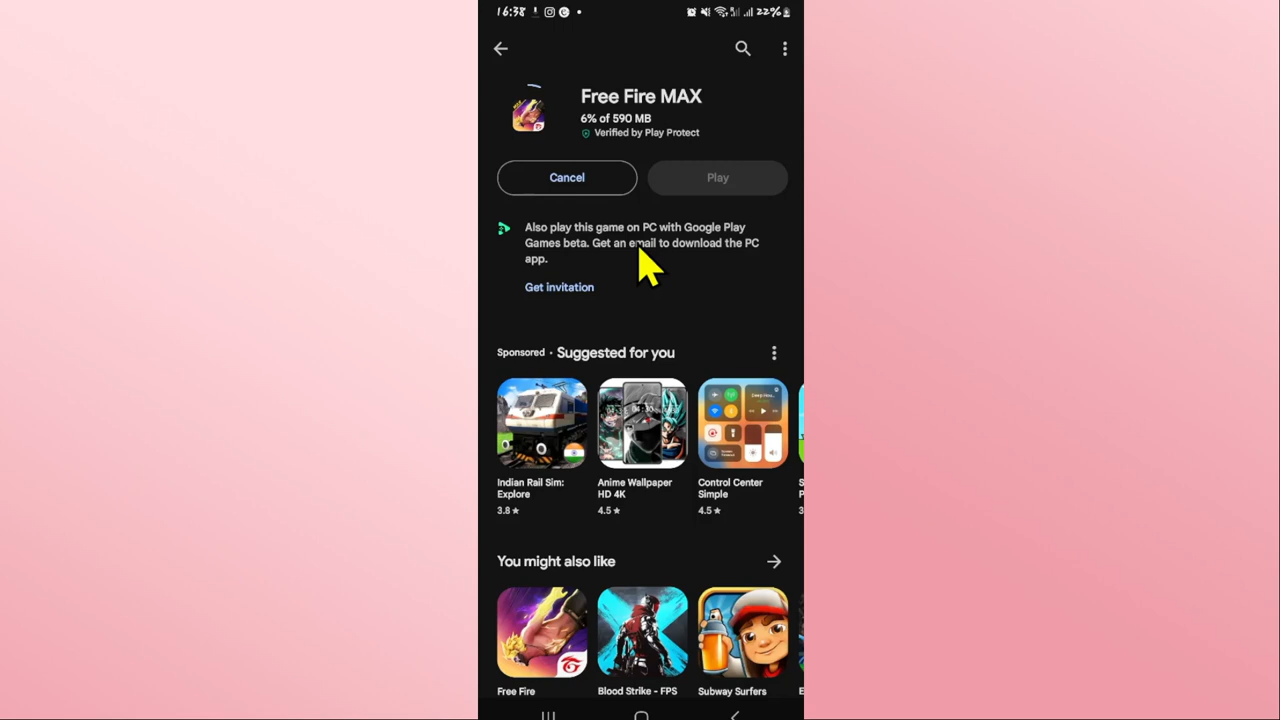 16:38
22%
Free Fire MAX
6% of 590 MB
Verified by Play Protect
Cancel
Play
Also play this game on PC with Google Play
Games beta. Get an email to download the PC
app.
Get invitation
Sponsored • Suggested for you
04:30
Indian Rail Sim:
Explore
3.8★
Anime Wallpaper
HD 4K
4.5★
Control Center
Simple
4.5★
You might also like
Free Fire
Blood Strike - FPS
Subway Surfers